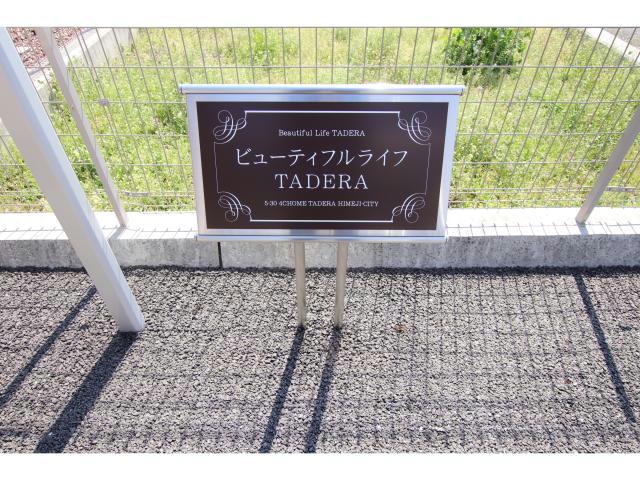 Beautiful Life TADERA
ビューティフルライフ
TADERA
5-30 4CHOME TADERA HIMEJI-CITY